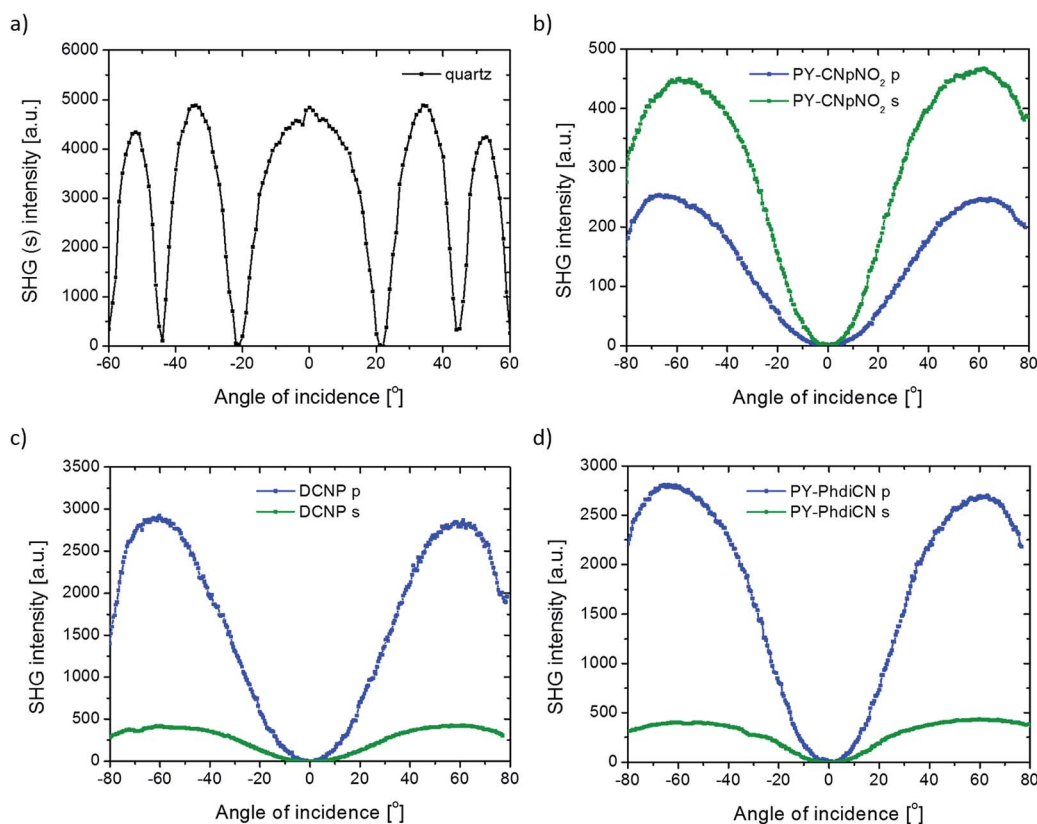 a)
6000
5000
4000
3000
2000
1000
0
SHG (s) intensity [a.u.]
quartz
-60 -40 -20 0 20 40 60
Angle of incidence [°]
b)
500
400
300
200
100
0
SHG intensity [a.u.]
PY-CNpNO₂ p
PY-CNpNO₂ s
-80 -60 -40 -20 0 20 40 60 80
Angle of incidence [°]
c)
3500
3000
2500
2000
1500
1000
500
0
SHG intensity [a.u.]
DCNP p
DCNP s
-80 -60 -40 -20 0 20 40 60 80
Angle of incidence [°]
d)
3000
2500
2000
1500
1000
500
0
SHG intensity [a.u.]
PY-PhdiCN p
PY-PhdiCN s
-80 -60 -40 -20 0 20 40 60 80
Angle of incidence [°]